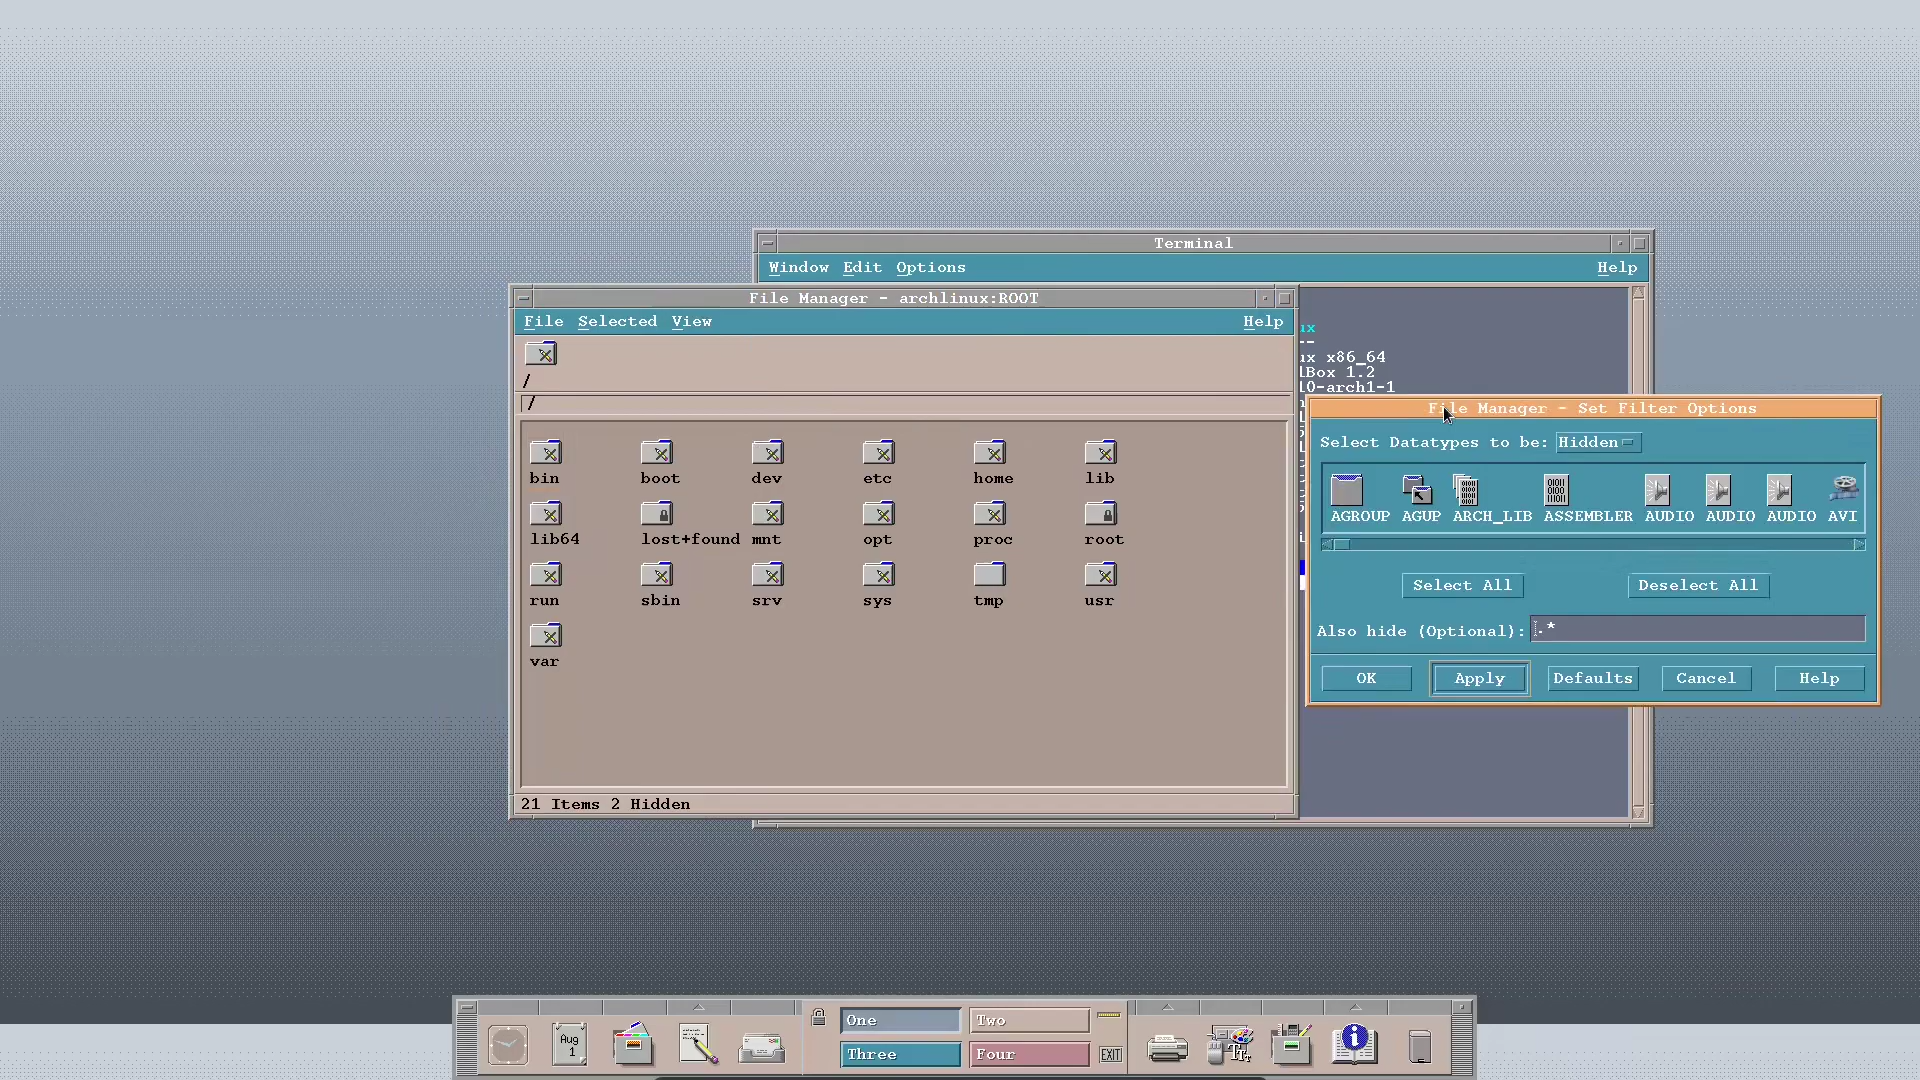 Terminal
Window Edit Options Help
File Manager - archlinux:ROOT
File Selected View Help
/
/
bin boot dev etc home lib
lib64 lost+found mnt opt proc root
run sbin srv sys tmp usr
var
21 Items 2 Hidden
ux
--
ux x86_64
lBox 1.2
10-arch1-1
File Manager - Set Filter Options
Select Datatypes to be: Hidden
AGROUP AGUP ARCH_LIB ASSEMBLER AUDIO AUDIO AUDIO AVI
Select All Deselect All
Also hide (Optional): .*
OK Apply Defaults Cancel Help
Aug
1
One Two
Three Four
EXIT